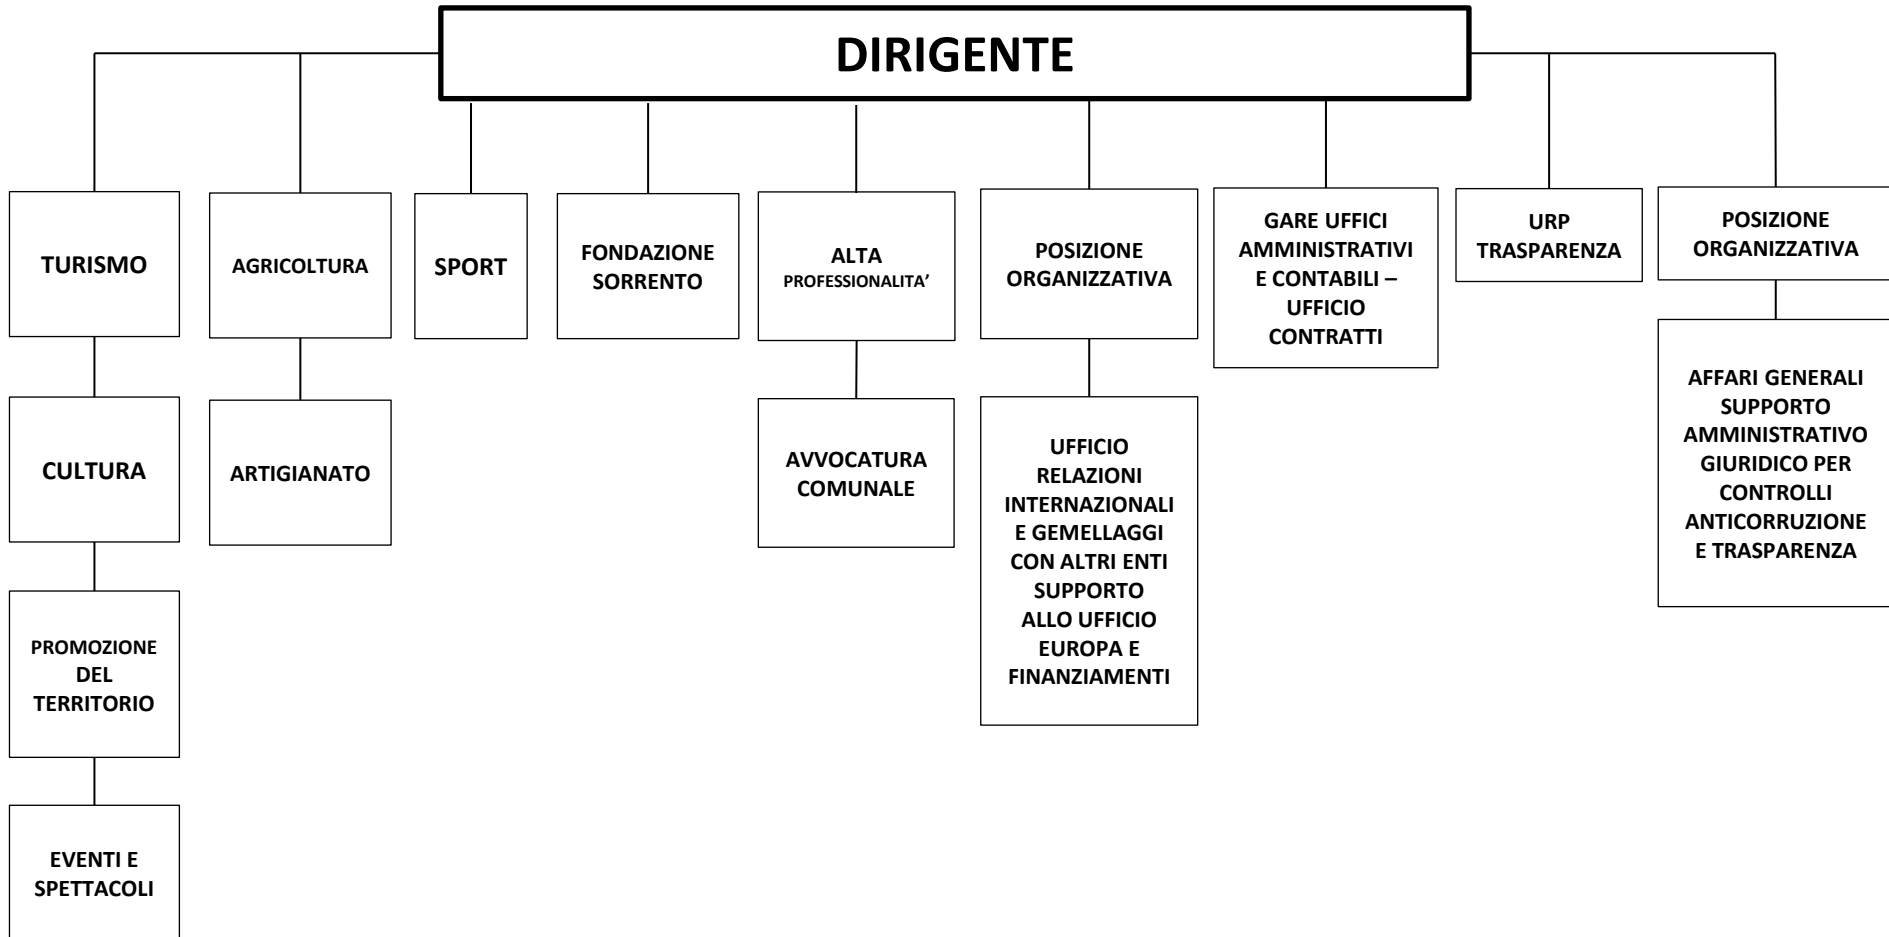 DIRIGENTE
TURISMO
AGRICOLTURA
SPORT
FONDAZIONE
SORRENTO
ALTA
PROFESSIONALITA’
POSIZIONE
ORGANIZZATIVA
GARE UFFICI
AMMINISTRATIVI
E CONTABILI –
UFFICIO
CONTRATTI
URP
TRASPARENZA
POSIZIONE
ORGANIZZATIVA
CULTURA
ARTIGIANATO
AVVOCATURA
COMUNALE
UFFICIO
RELAZIONI
INTERNAZIONALI
E GEMELLAGGI
CON ALTRI ENTI
SUPPORTO
ALLO UFFICIO
EUROPA E
FINANZIAMENTI
AFFARI GENERALI
SUPPORTO
AMMINISTRATIVO
GIURIDICO PER
CONTROLLI
ANTICORRUZIONE
E TRASPARENZA
PROMOZIONE
DEL
TERRITORIO
EVENTI E
SPETTACOLI